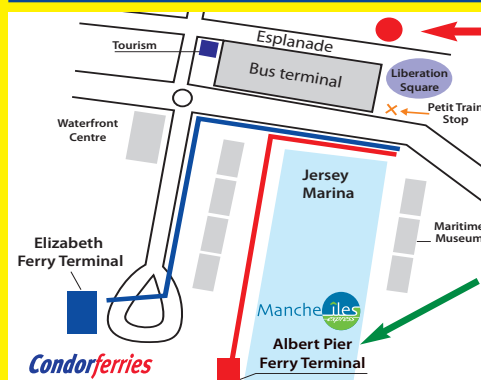 Esplanade
Tourism
Bus terminal
Liberation
Square
Petit Train
Stop
Waterfront
Centre
Jersey
Marina
Maritime
Museum
Elizabeth
Ferry Terminal
Manche îles
express
Albert Pier
Ferry Terminal
Condorferries